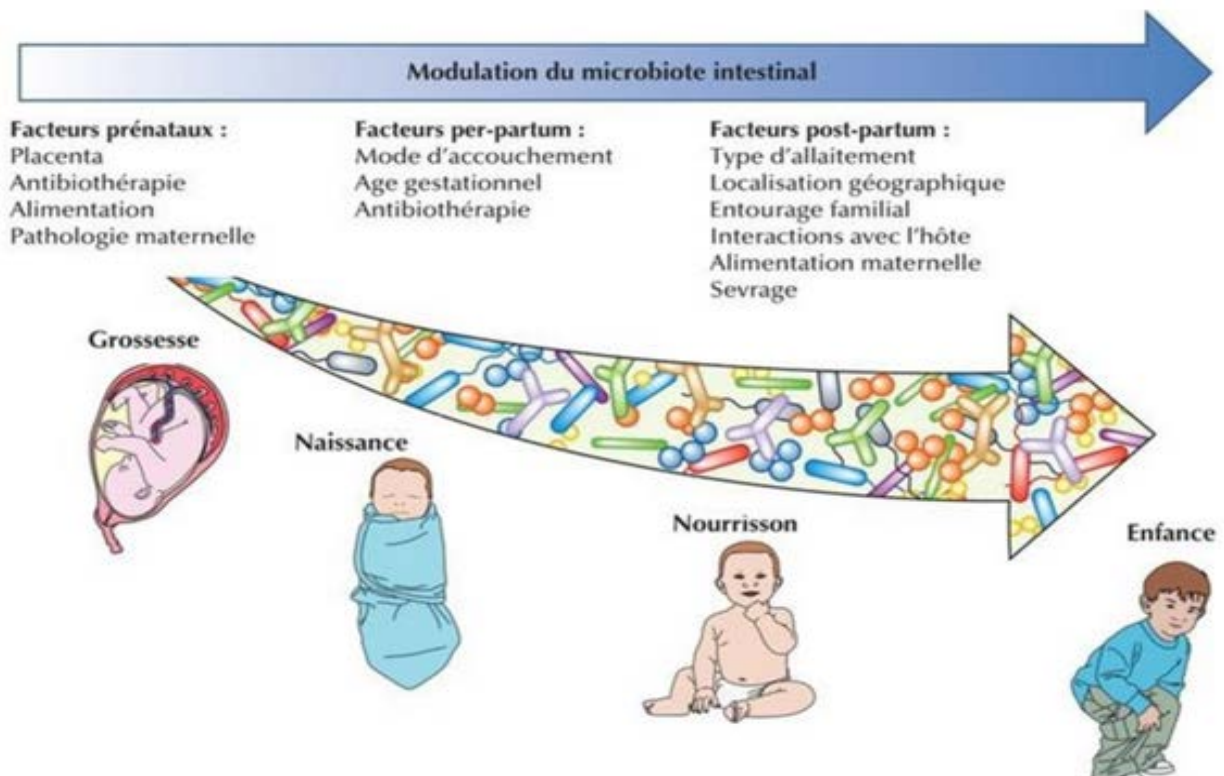 Modulation du microbiote intestinal
Facteurs prénataux :
Placenta
Antibiothérapie
Alimentation
Pathologie maternelle
Facteurs per-partum :
Mode d'accouchement
Age gestationnel
Antibiothérapie
Facteurs post-partum :
Type d'allaitement
Localisation géographique
Entourage familial
Interactions avec l'hôte
Alimentation maternelle
Sevrage
Grossesse
Naissance
Nourrisson
Enfance